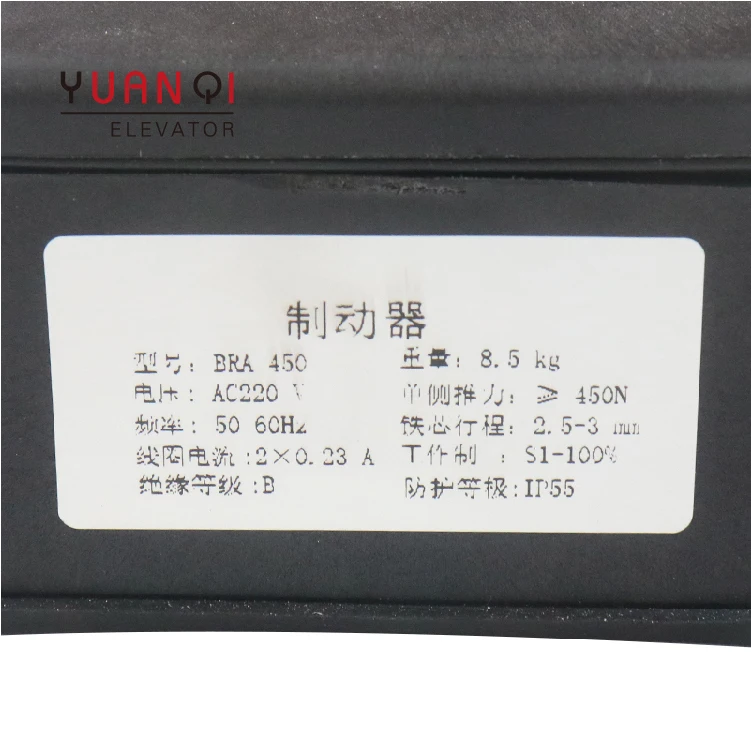 YUANQI
ELEVATOR
制动器
型号: BRA 450 重量: 8.5 kg
电压: AC220 V 单侧推力: ⩾ 450N
频率: 50 60Hz 铁芯行程: 2.5-3 mm
线圈电流:2×0.23 A 工作制 : S1-100%
绝缘等级:B 防护等极:IP55